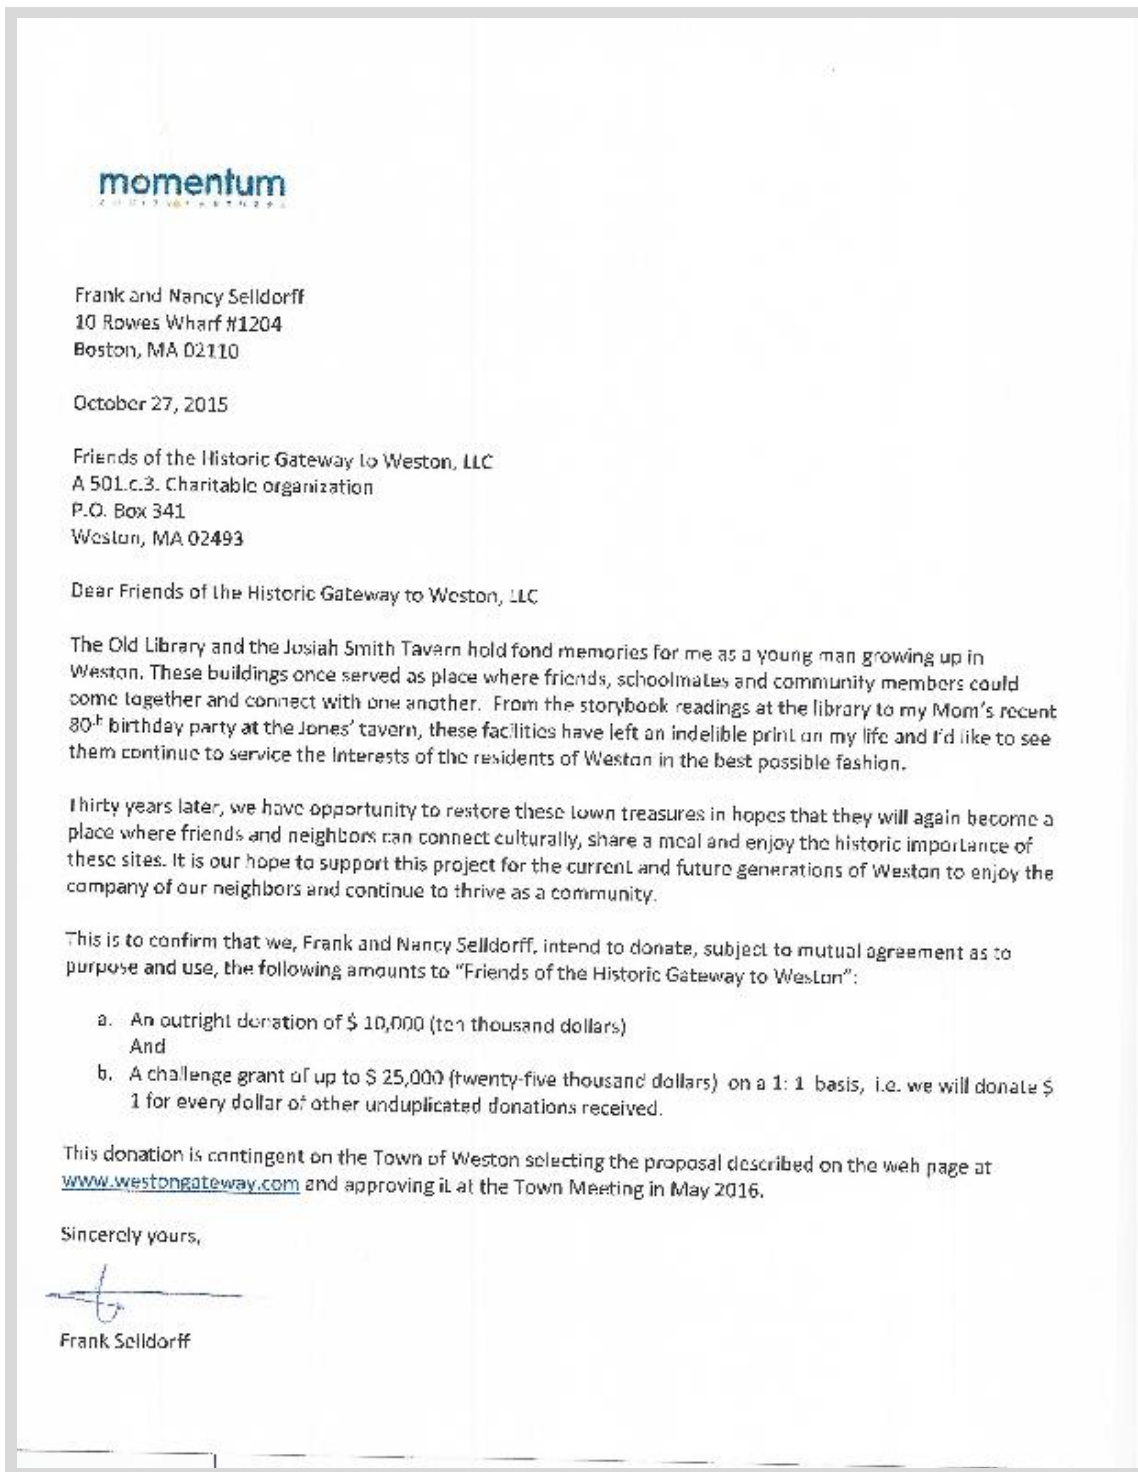 momentum
Frank and Nancy Selldorff
10 Rowes Wharf #1204
Boston, MA 02110
October 27, 2015
Friends of the Historic Gateway to Weston, LLC
A 501.c.3. Charitable organization
P.O. Box 341
Weston, MA 02493
Dear Friends of the Historic Gateway to Weston, LLC
The Old Library and the Josiah Smith Tavern hold fond memories for me as a young man growing up in
Weston. These buildings once served as place where friends, schoolmates and community members could
come together and connect with one another. From the storybook readings at the library to my Mom's recent
80th birthday party at the Jones' tavern, these facilities have left an indelible print on my life and I'd like to see
them continue to service the Interests of the residents of Weston in the best possible fashion.
Thirty years later, we have opportunity to restore these town treasures in hopes that they will again become a
place where friends and neighbors can connect culturally, share a meal and enjoy the historic importance of
these sites. It is our hope to support this project for the current and future generations of Weston to enjoy the
company of our neighbors and continue to thrive as a community.
This is to confirm that we, Frank and Nancy Selldorff, intend to donate, subject to mutual agreement as to
purpose and use, the following amounts to "Friends of the Historic Gateway to Weston":
a. An outright donation of $ 10,000 (ten thousand dollars)
And
b. A challenge grant of up to $ 25,000 (twenty-five thousand dollars) on a 1: 1 basis, i.e. we will donate $
1 for every dollar of other unduplicated donations received.
This donation is contingent on the Town of Weston selecting the proposal described on the web page at
www.westongateway.com and approving it at the Town Meeting in May 2016.
Sincerely yours,
Frank Selldorff